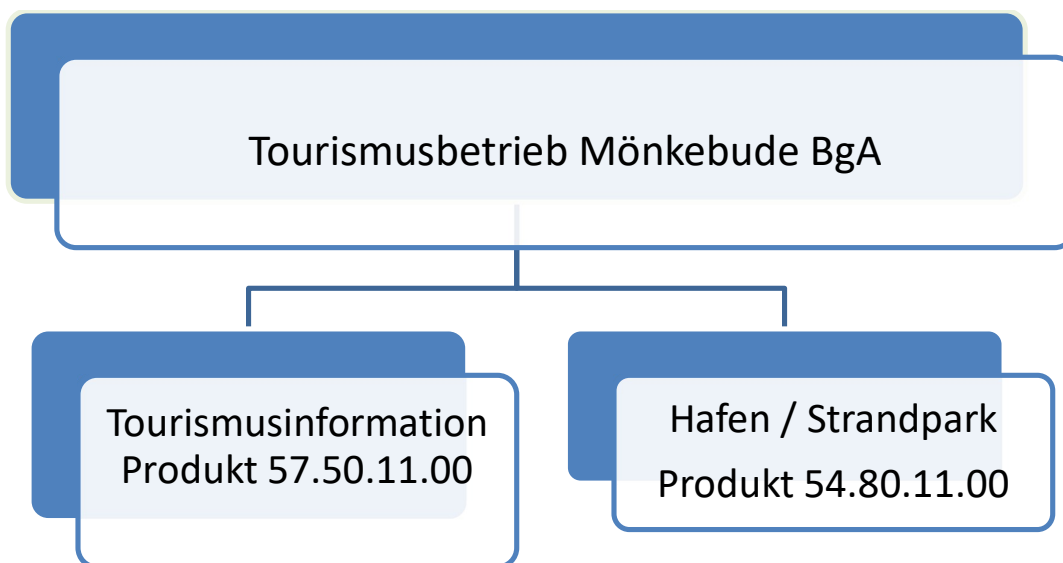 Tourismusbetrieb Mönkebude BgA
Tourismusinformation
Produkt 57.50.11.00
Hafen / Strandpark
Produkt 54.80.11.00